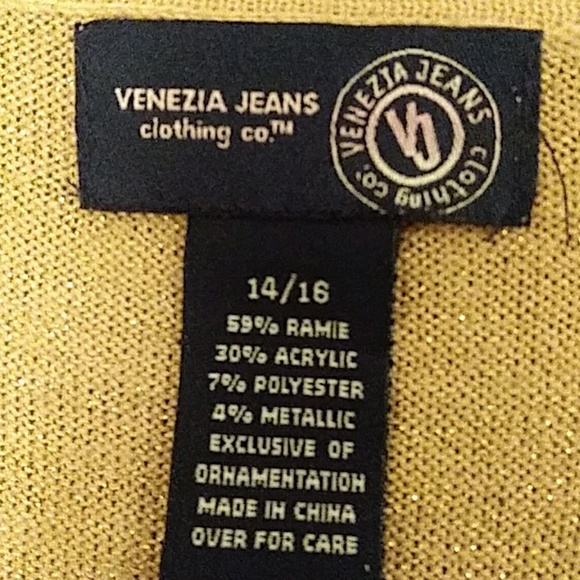 VENEZIA JEANS
clothing co.™
VENEZIA JEANS clothing co.
VJ
14/16
59% RAMIE
30% ACRYLIC
7% POLYESTER
4% METALLIC
EXCLUSIVE OF
ORNAMENTATION
MADE IN CHINA
OVER FOR CARE